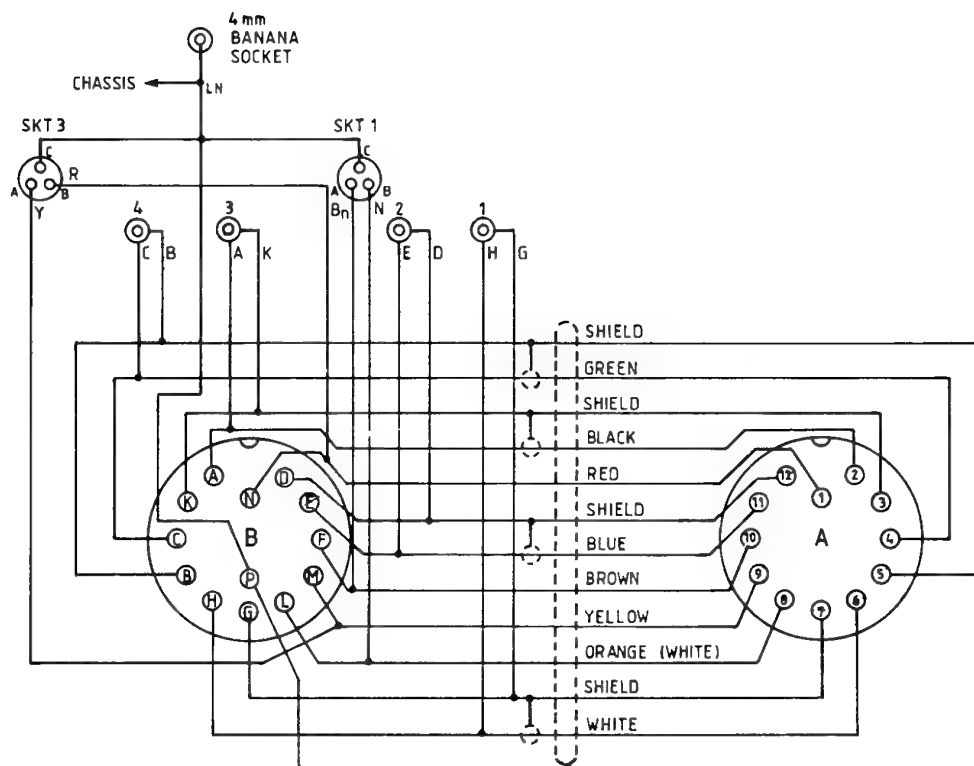 4mm
BANANA
SOCKET
CHASSIS
LN
SKT 3
SKT 1
C
C
A
B
R
A
B
Y
Bn
N
4
3
2
1
C
B
A
K
E
D
H
G
SHIELD
GREEN
SHIELD
BLACK
RED
SHIELD
BLUE
BROWN
YELLOW
ORANGE (WHITE)
SHIELD
WHITE
A
D
K
N
E
C
B
F
B
P
M
H
G
L
12
2
11
1
3
10
A
4
9
5
8
7
6